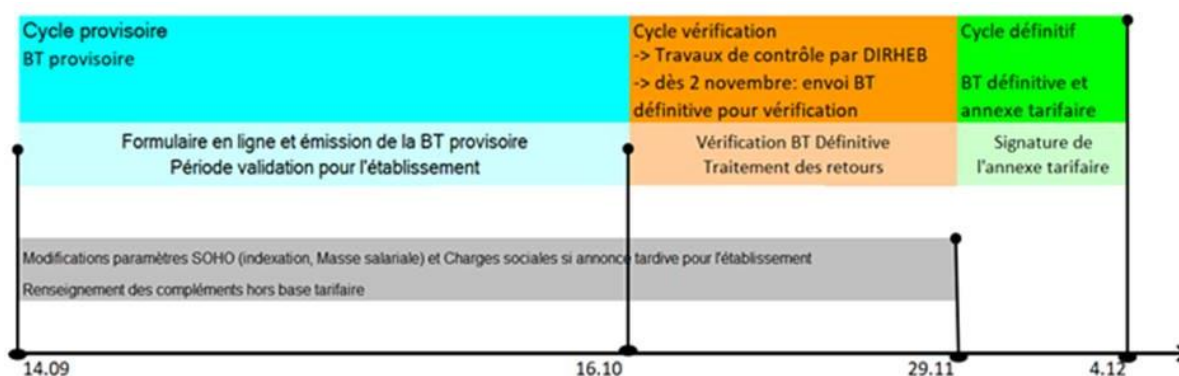 Cycle provisoire
BT provisoire
Cycle vérification
-> Travaux de contrôle par DIRHEB
-> dès 2 novembre: envoi BT
définitive pour vérification
Cycle définitif
BT définitive et
annexe tarifaire
Formulaire en ligne et émission de la BT provisoire
Période validation pour l'établissement
Vérification BT Définitive
Traitement des retours
Signature de
l'annexe tarifaire
Modifications paramètres SOHO (indexation, Masse salariale) et Charges sociales si annonce tardive pour l'établissement
Renseignement des compléments hors base tarifaire
14.09
16.10
29.11
4.12